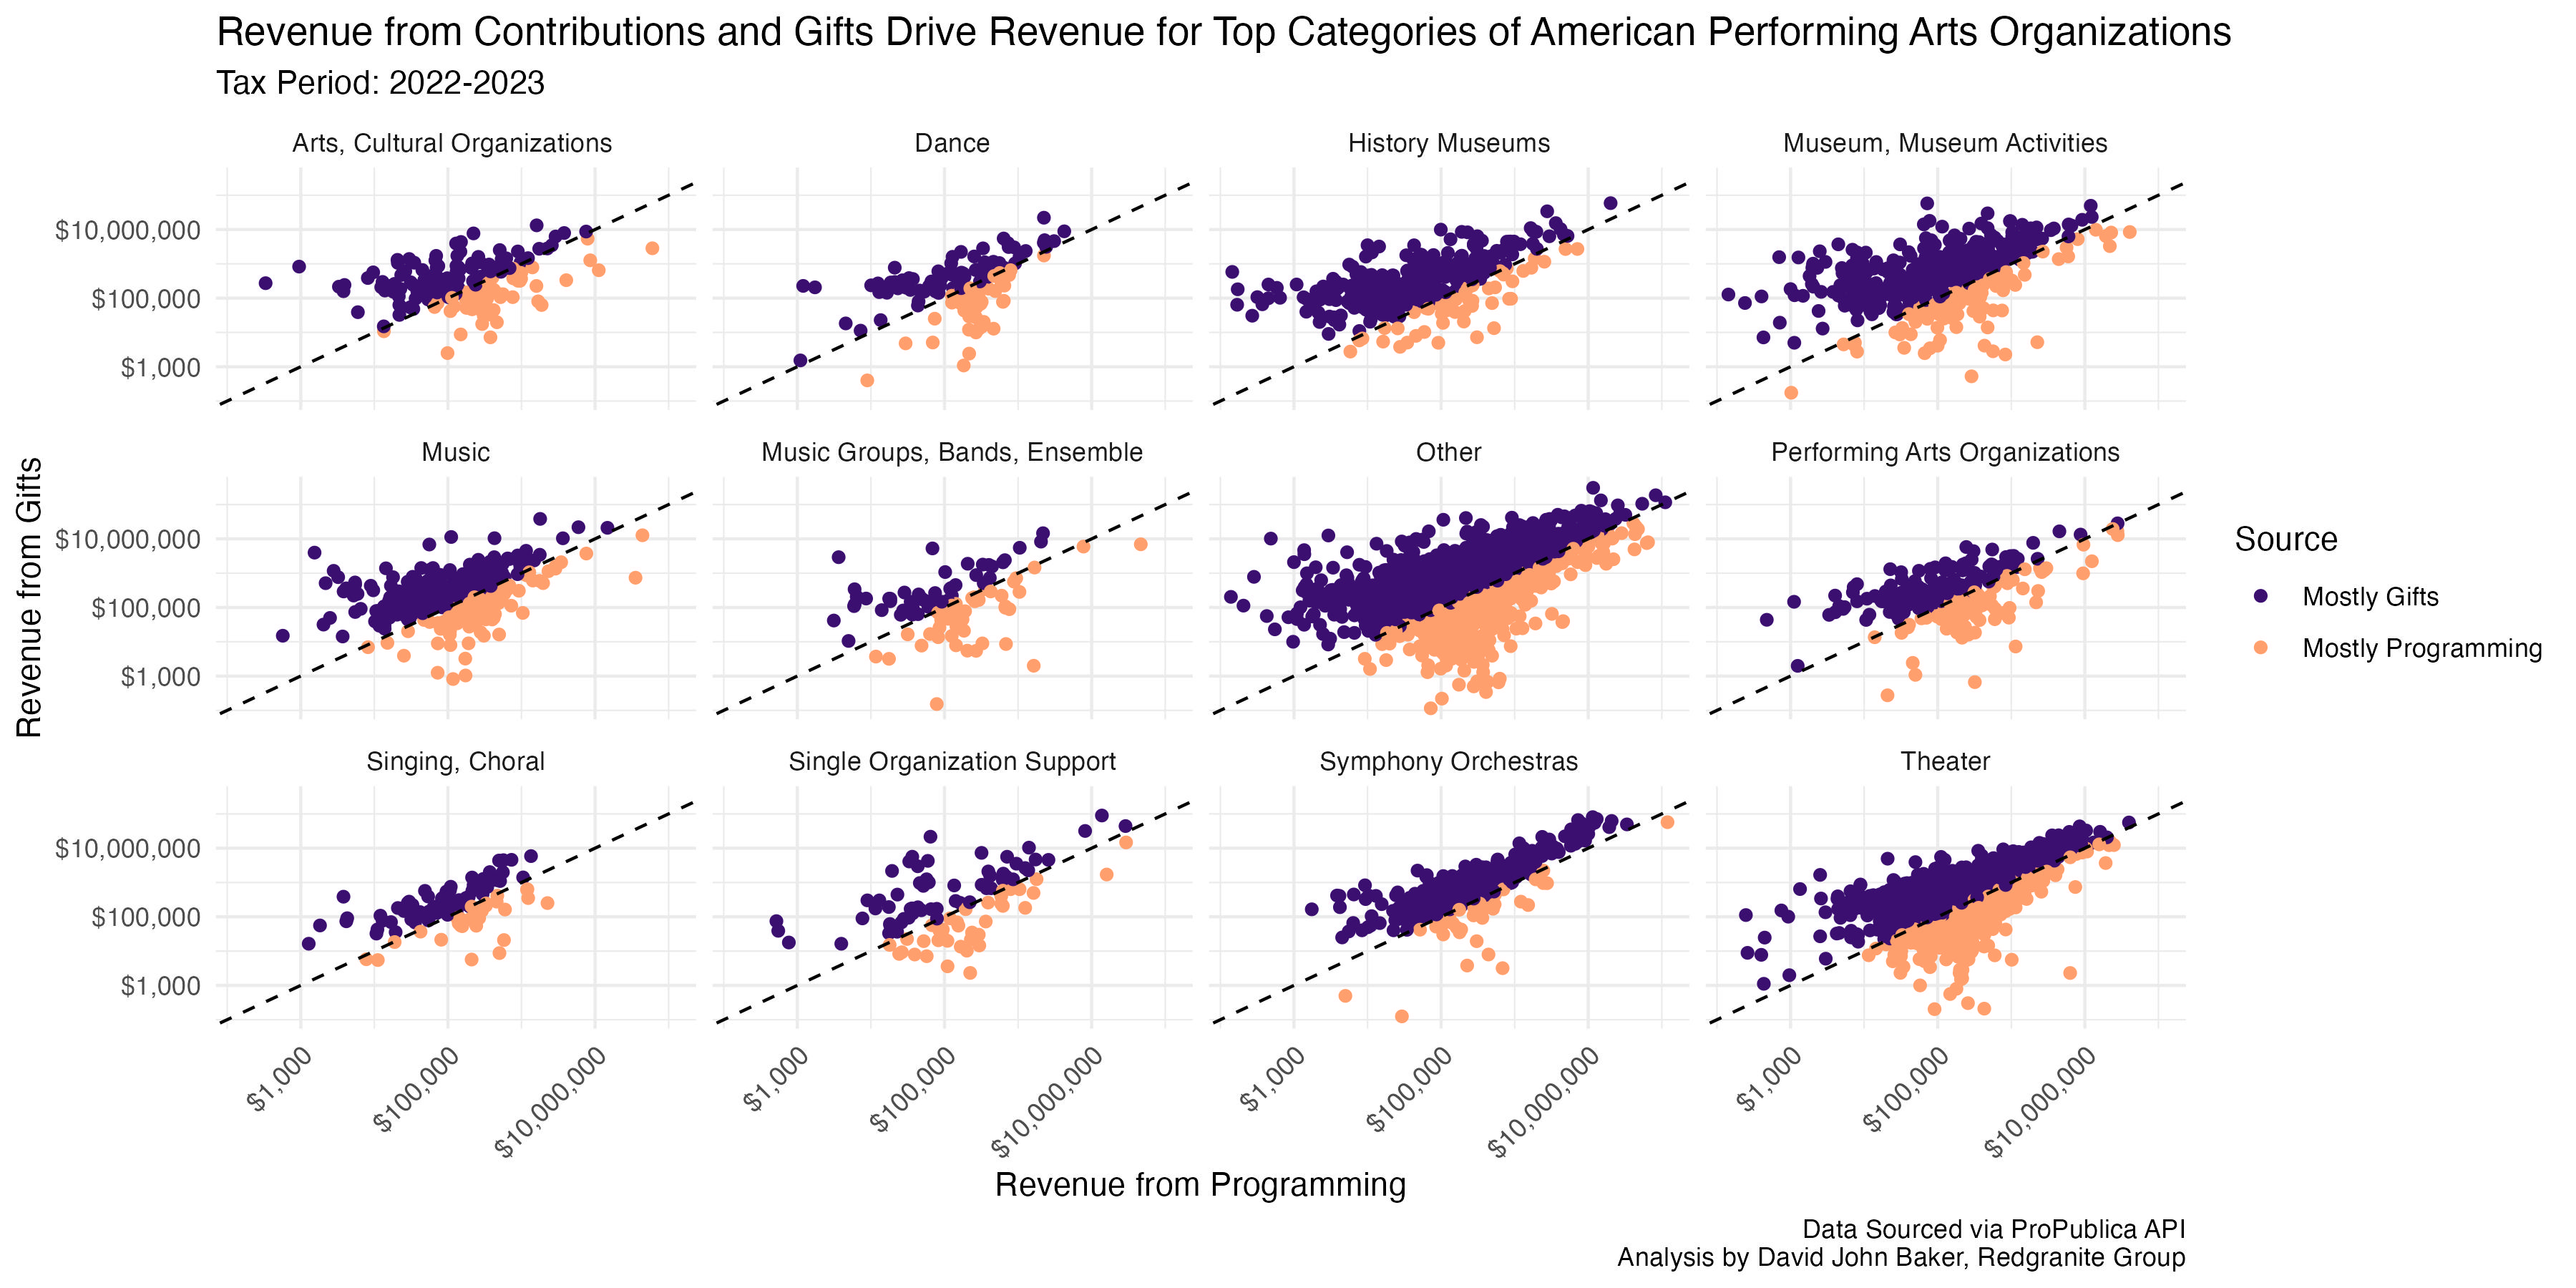 Revenue from Contributions and Gifts Drive Revenue for Top Categories of American Performing Arts Organizations
Tax Period: 2022-2023
Arts, Cultural Organizations
Dance
History Museums
Museum, Museum Activities
$10,000,000
$100,000
$1,000
Music
Music Groups, Bands, Ensemble
Other
Performing Arts Organizations
$10,000,000
$100,000
$1,000
Singing, Choral
Single Organization Support
Symphony Orchestras
Theater
$10,000,000
$100,000
$1,000
Revenue from Gifts
$1,000
$100,000
$10,000,000
$1,000
$100,000
$10,000,000
$1,000
$100,000
$10,000,000
$1,000
$100,000
$10,000,000
Revenue from Programming
Source
Mostly Gifts
Mostly Programming
Data Sourced via ProPublica API
Analysis by David John Baker, Redgranite Group